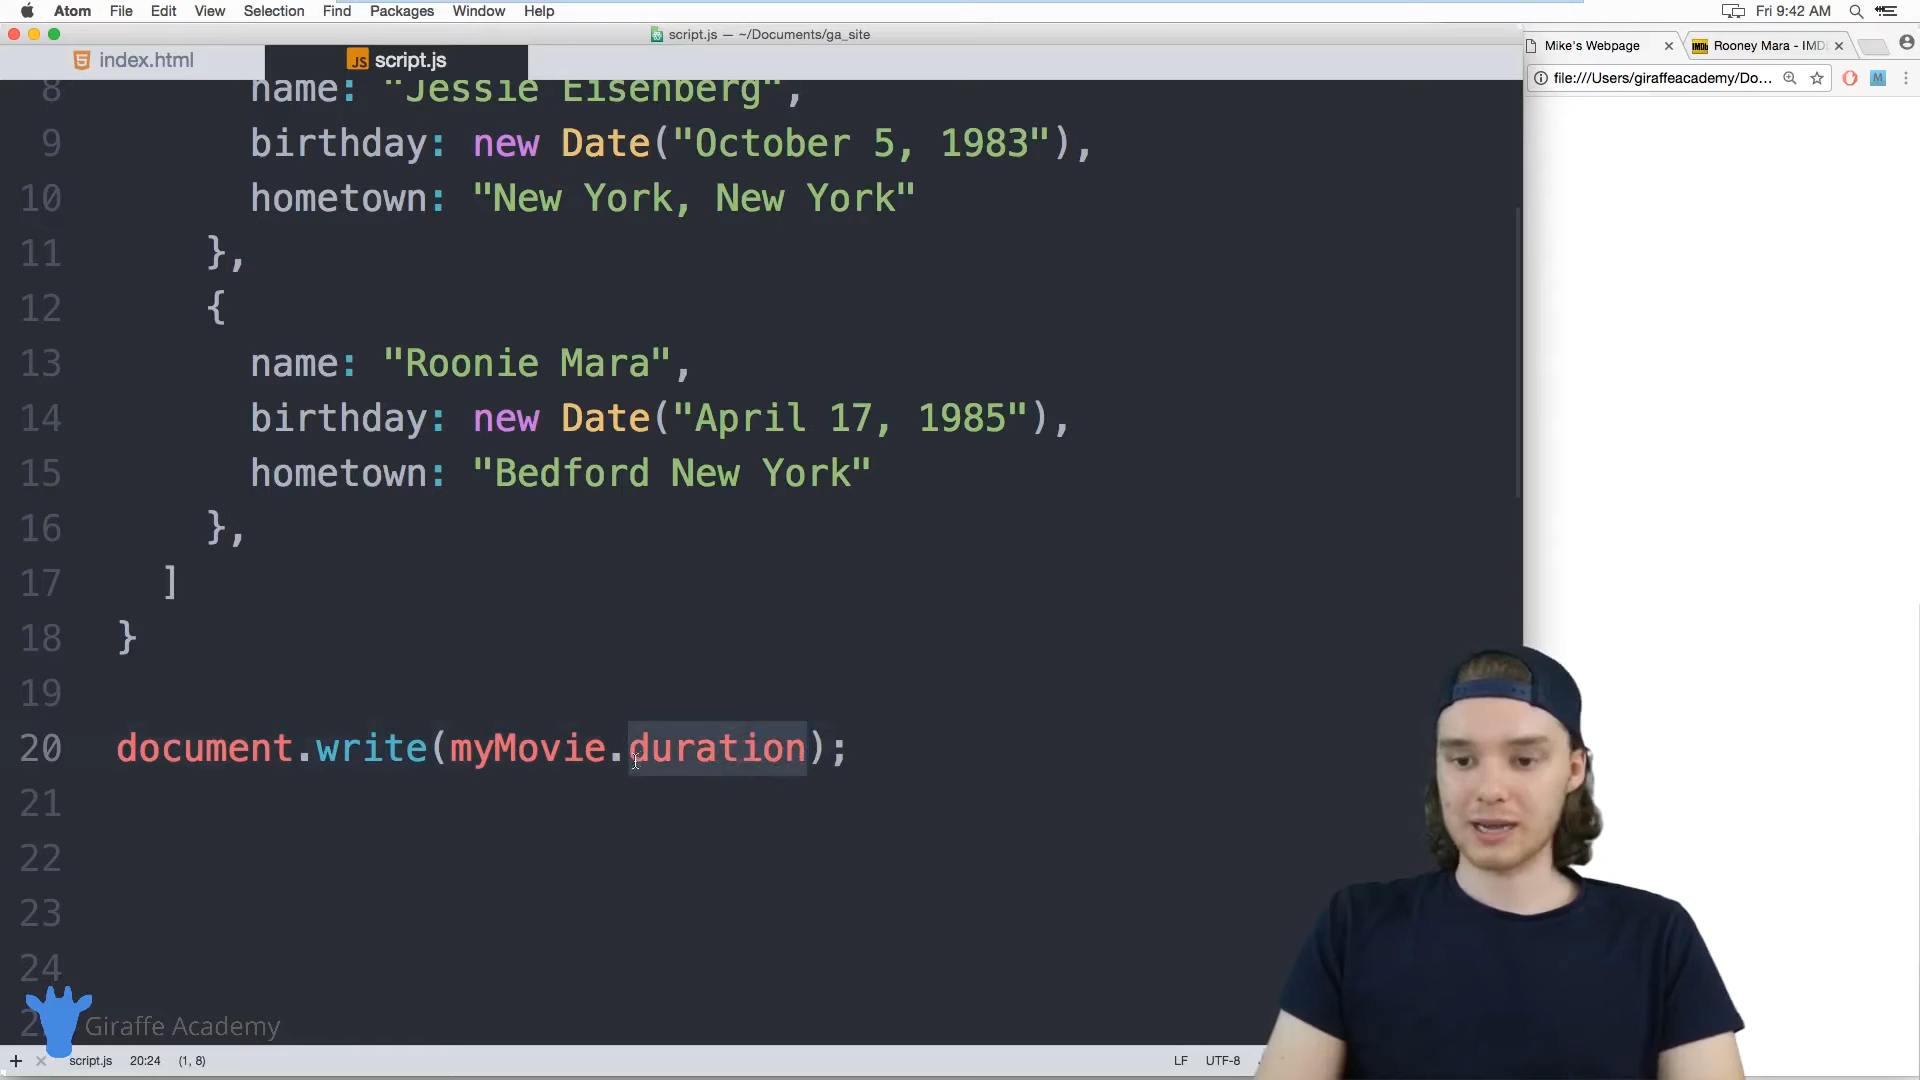 Atom File Edit View Selection Find Packages Window Help Fri 9:42 AM
script.js — ~/Documents/ga_site
index.html JS script.js
Mike's Webpage IMDb Rooney Mara - IMD
file:///Users/giraffeacademy/Do... M
8 name: "Jessie Eisenberg",
9 birthday: new Date("October 5, 1983"),
10 hometown: "New York, New York"
11 },
12 {
13 name: "Roonie Mara",
14 birthday: new Date("April 17, 1985"),
15 hometown: "Bedford New York"
16 },
17 ]
18 }
19
20 document.write(myMovie.duration);
21
22
23
24
Giraffe Academy
script.js 20:24 (1, 8) LF UTF-8